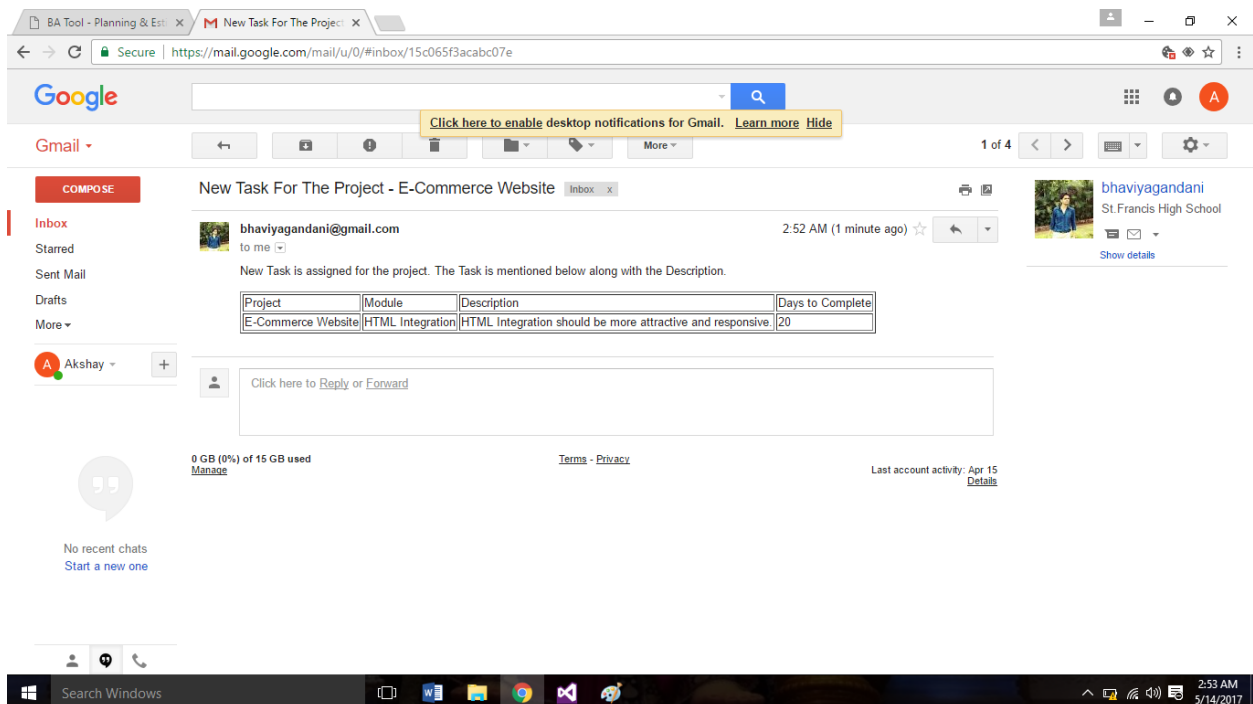 BA Tool - Planning & Esti
New Task For The Project
Secure | https://mail.google.com/mail/u/0/#inbox/15c065f3acabc07e
Google
A
Click here to enable desktop notifications for Gmail. Learn more Hide
Gmail
More
1 of 4
COMPOSE
New Task For The Project - E-Commerce Website Inbox x
bhaviyagandani
St.Francis High School
Show details
Inbox
Starred
Sent Mail
Drafts
More
bhaviyagandani@gmail.com
2:52 AM (1 minute ago)
to me
New Task is assigned for the project. The Task is mentioned below along with the Description.
Project Module Description Days to Complete
E-Commerce Website HTML Integration HTML Integration should be more attractive and responsive. 20
A Akshay +
Click here to Reply or Forward
0 GB (0%) of 15 GB used
Manage
Terms - Privacy
Last account activity: Apr 15
Details
No recent chats
Start a new one
Search Windows
2:53 AM
5/14/2017